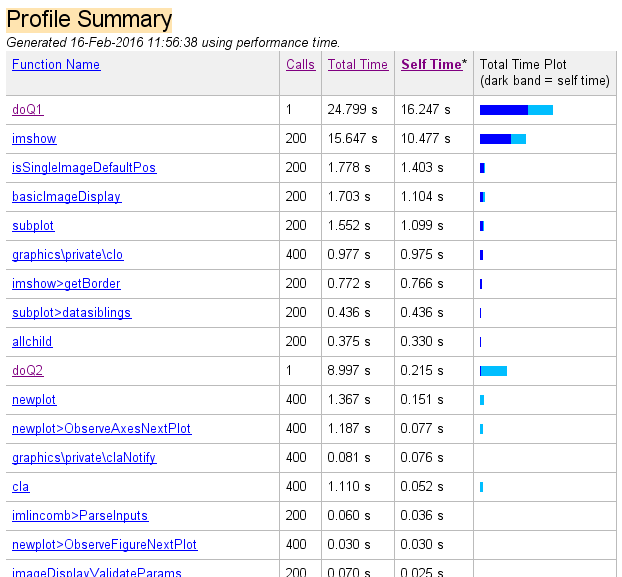 Profile Summary
Generated 16-Feb-2016 11:56:38 using performance time.
Function Name Calls Total Time Self Time* Total Time Plot
(dark band = self time)
doQ1 1 24.799 s 16.247 s
imshow 200 15.647 s 10.477 s
isSingleImageDefaultPos 200 1.778 s 1.403 s
basicImageDisplay 200 1.703 s 1.104 s
subplot 200 1.552 s 1.099 s
graphics\private\clo 400 0.977 s 0.975 s
imshow>getBorder 200 0.772 s 0.766 s
subplot>datasiblings 200 0.436 s 0.436 s
allchild 200 0.375 s 0.330 s
doQ2 1 8.997 s 0.215 s
newplot 400 1.367 s 0.151 s
newplot>ObserveAxesNextPlot 400 1.187 s 0.077 s
graphics\private\claNotify 400 0.081 s 0.076 s
cla 400 1.110 s 0.052 s
imlincomb>ParseInputs 200 0.060 s 0.036 s
newplot>ObserveFigureNextPlot 400 0.030 s 0.030 s
imageDisplayValidateParams 200 0.070 s 0.025 s